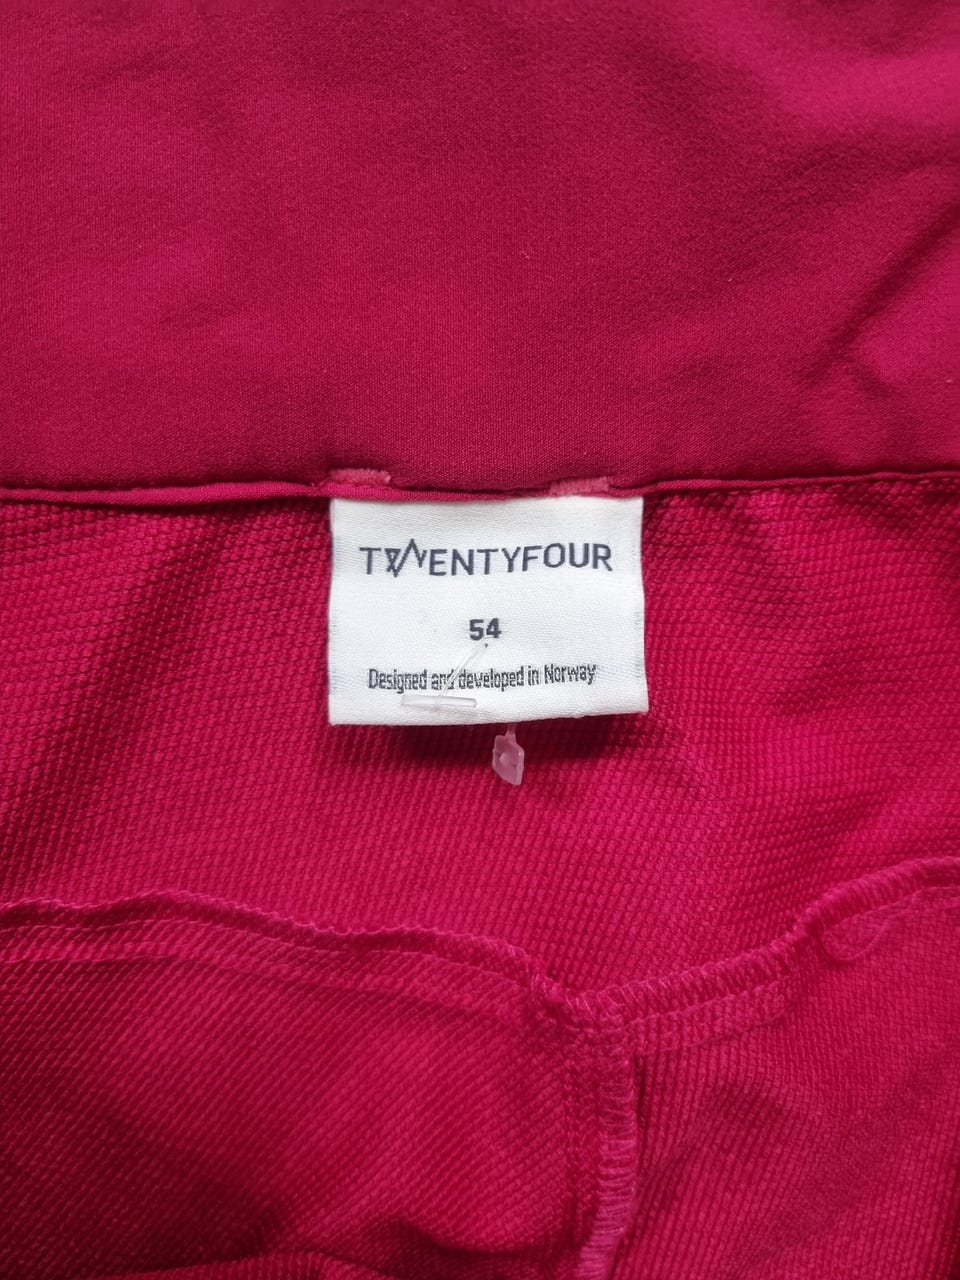 TWENTYFOUR
54
Designed and developed in Norway